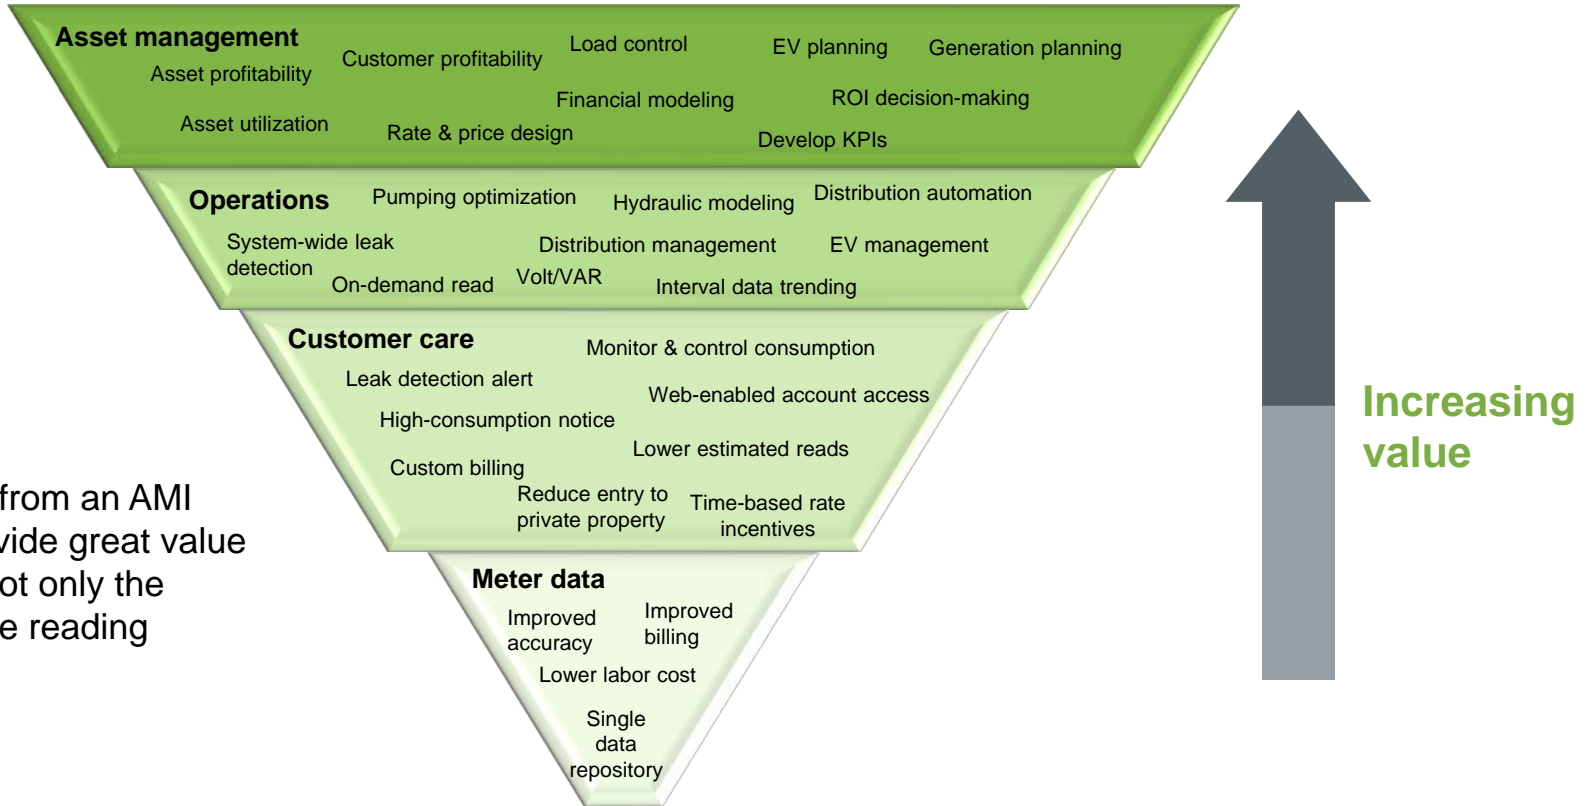 Asset management
Load control
EV planning
Generation planning
Customer profitability
Asset profitability
Financial modeling
ROI decision-making
Asset utilization
Rate & price design
Develop KPIs
Operations
Pumping optimization
Hydraulic modeling
Distribution automation
System-wide leak
detection
Distribution management
EV management
On-demand read
Volt/VAR
Interval data trending
Customer care
Monitor & control consumption
Leak detection alert
Web-enabled account access
High-consumption notice
Lower estimated reads
Custom billing
Reduce entry to
private property
Time-based rate
incentives
Meter data
Improved
accuracy
Improved
billing
Lower labor cost
Single
data
repository
Increasing
value
from an AMI
great value
only the
reading